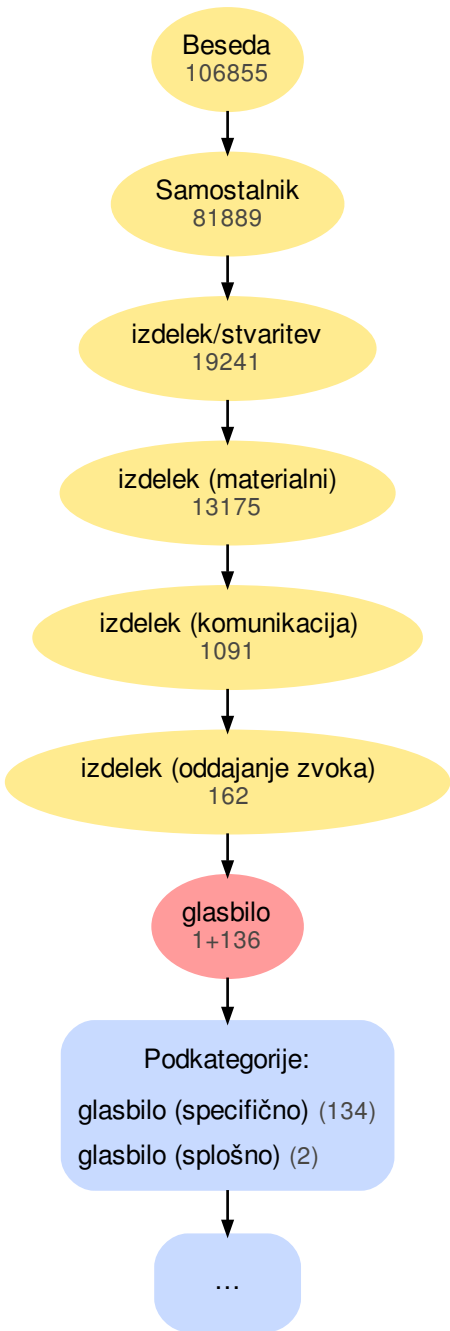 Beseda
106855
Samostalnik
81889
izdelek/stvaritev
19241
izdelek (materialni)
13175
izdelek (komunikacija)
1091
izdelek (oddajanje zvoka)
162
glasbilo
1+136
Podkategorije:
glasbilo (specifično) (134)
glasbilo (splošno) (2)
...